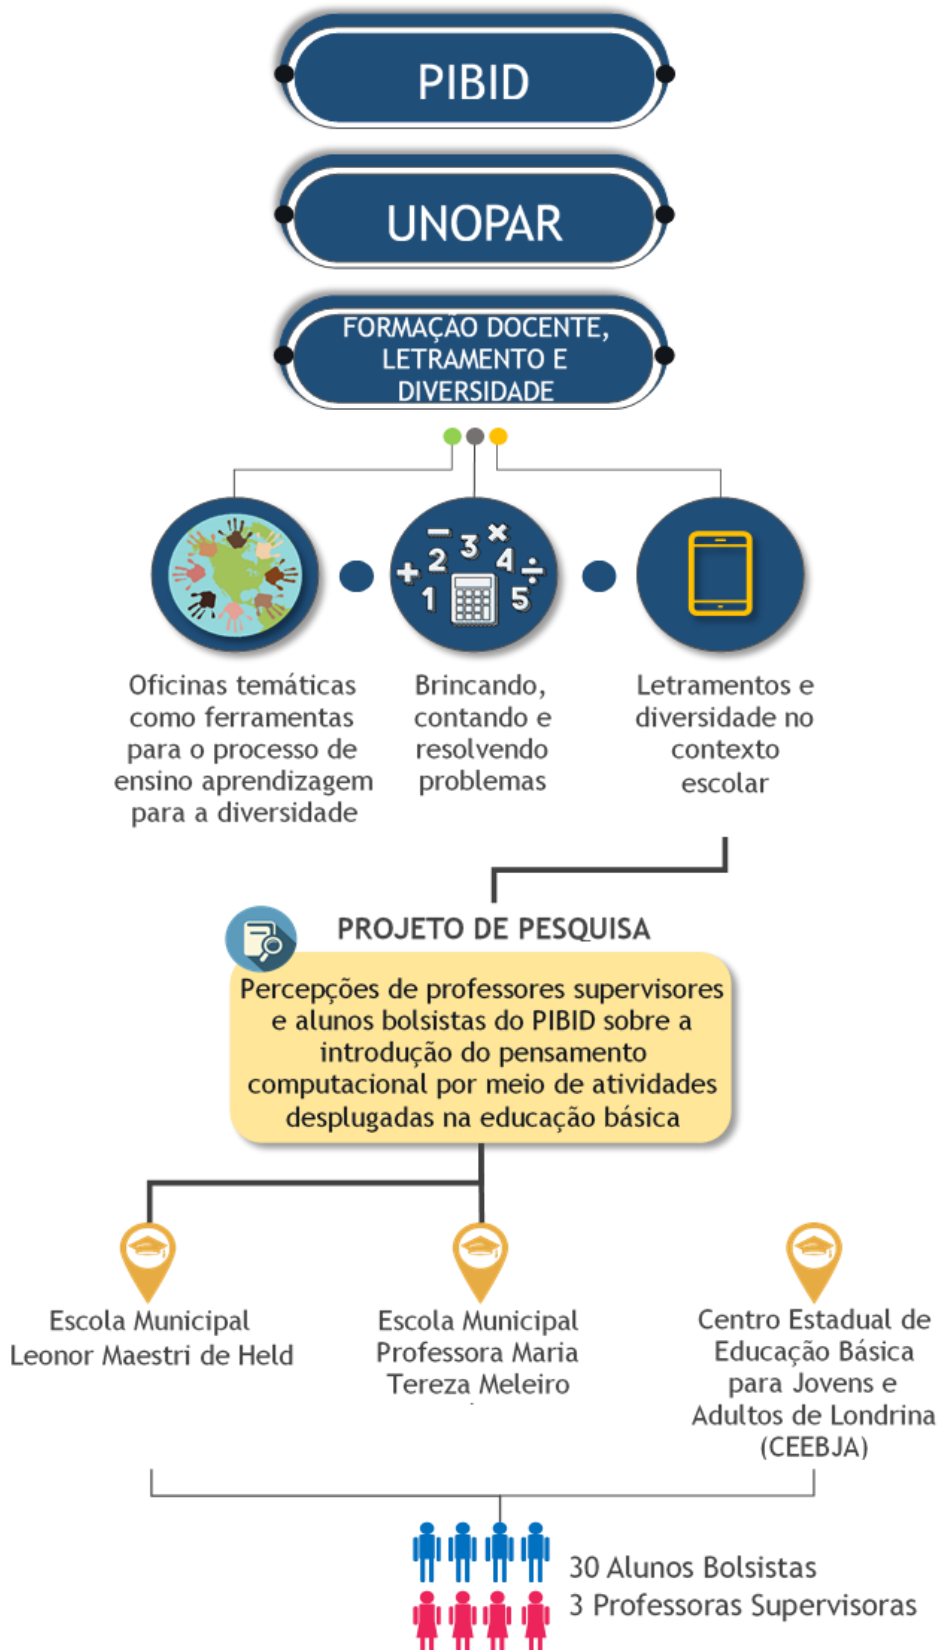 PIBID
UNOPAR
FORMAÇÃO DOCENTE,
LETRAMENTO E
DIVERSIDADE
− 3 ×
+ 2 4 ÷
1 5
Oficinas temáticas
como ferramentas
para o processo de
ensino aprendizagem
para a diversidade
Brincando,
contando e
resolvendo
problemas
Letramentos e
diversidade no
contexto
escolar
PROJETO DE PESQUISA
Percepções de professores supervisores
e alunos bolsistas do PIBID sobre a
introdução do pensamento
computacional por meio de atividades
desplugadas na educação básica
Escola Municipal
Leonor Maestri de Held
Escola Municipal
Professora Maria
Tereza Meleiro
Centro Estadual de
Educação Básica
para Jovens e
Adultos de Londrina
(CEEBJA)
30 Alunos Bolsistas
3 Professoras Supervisoras